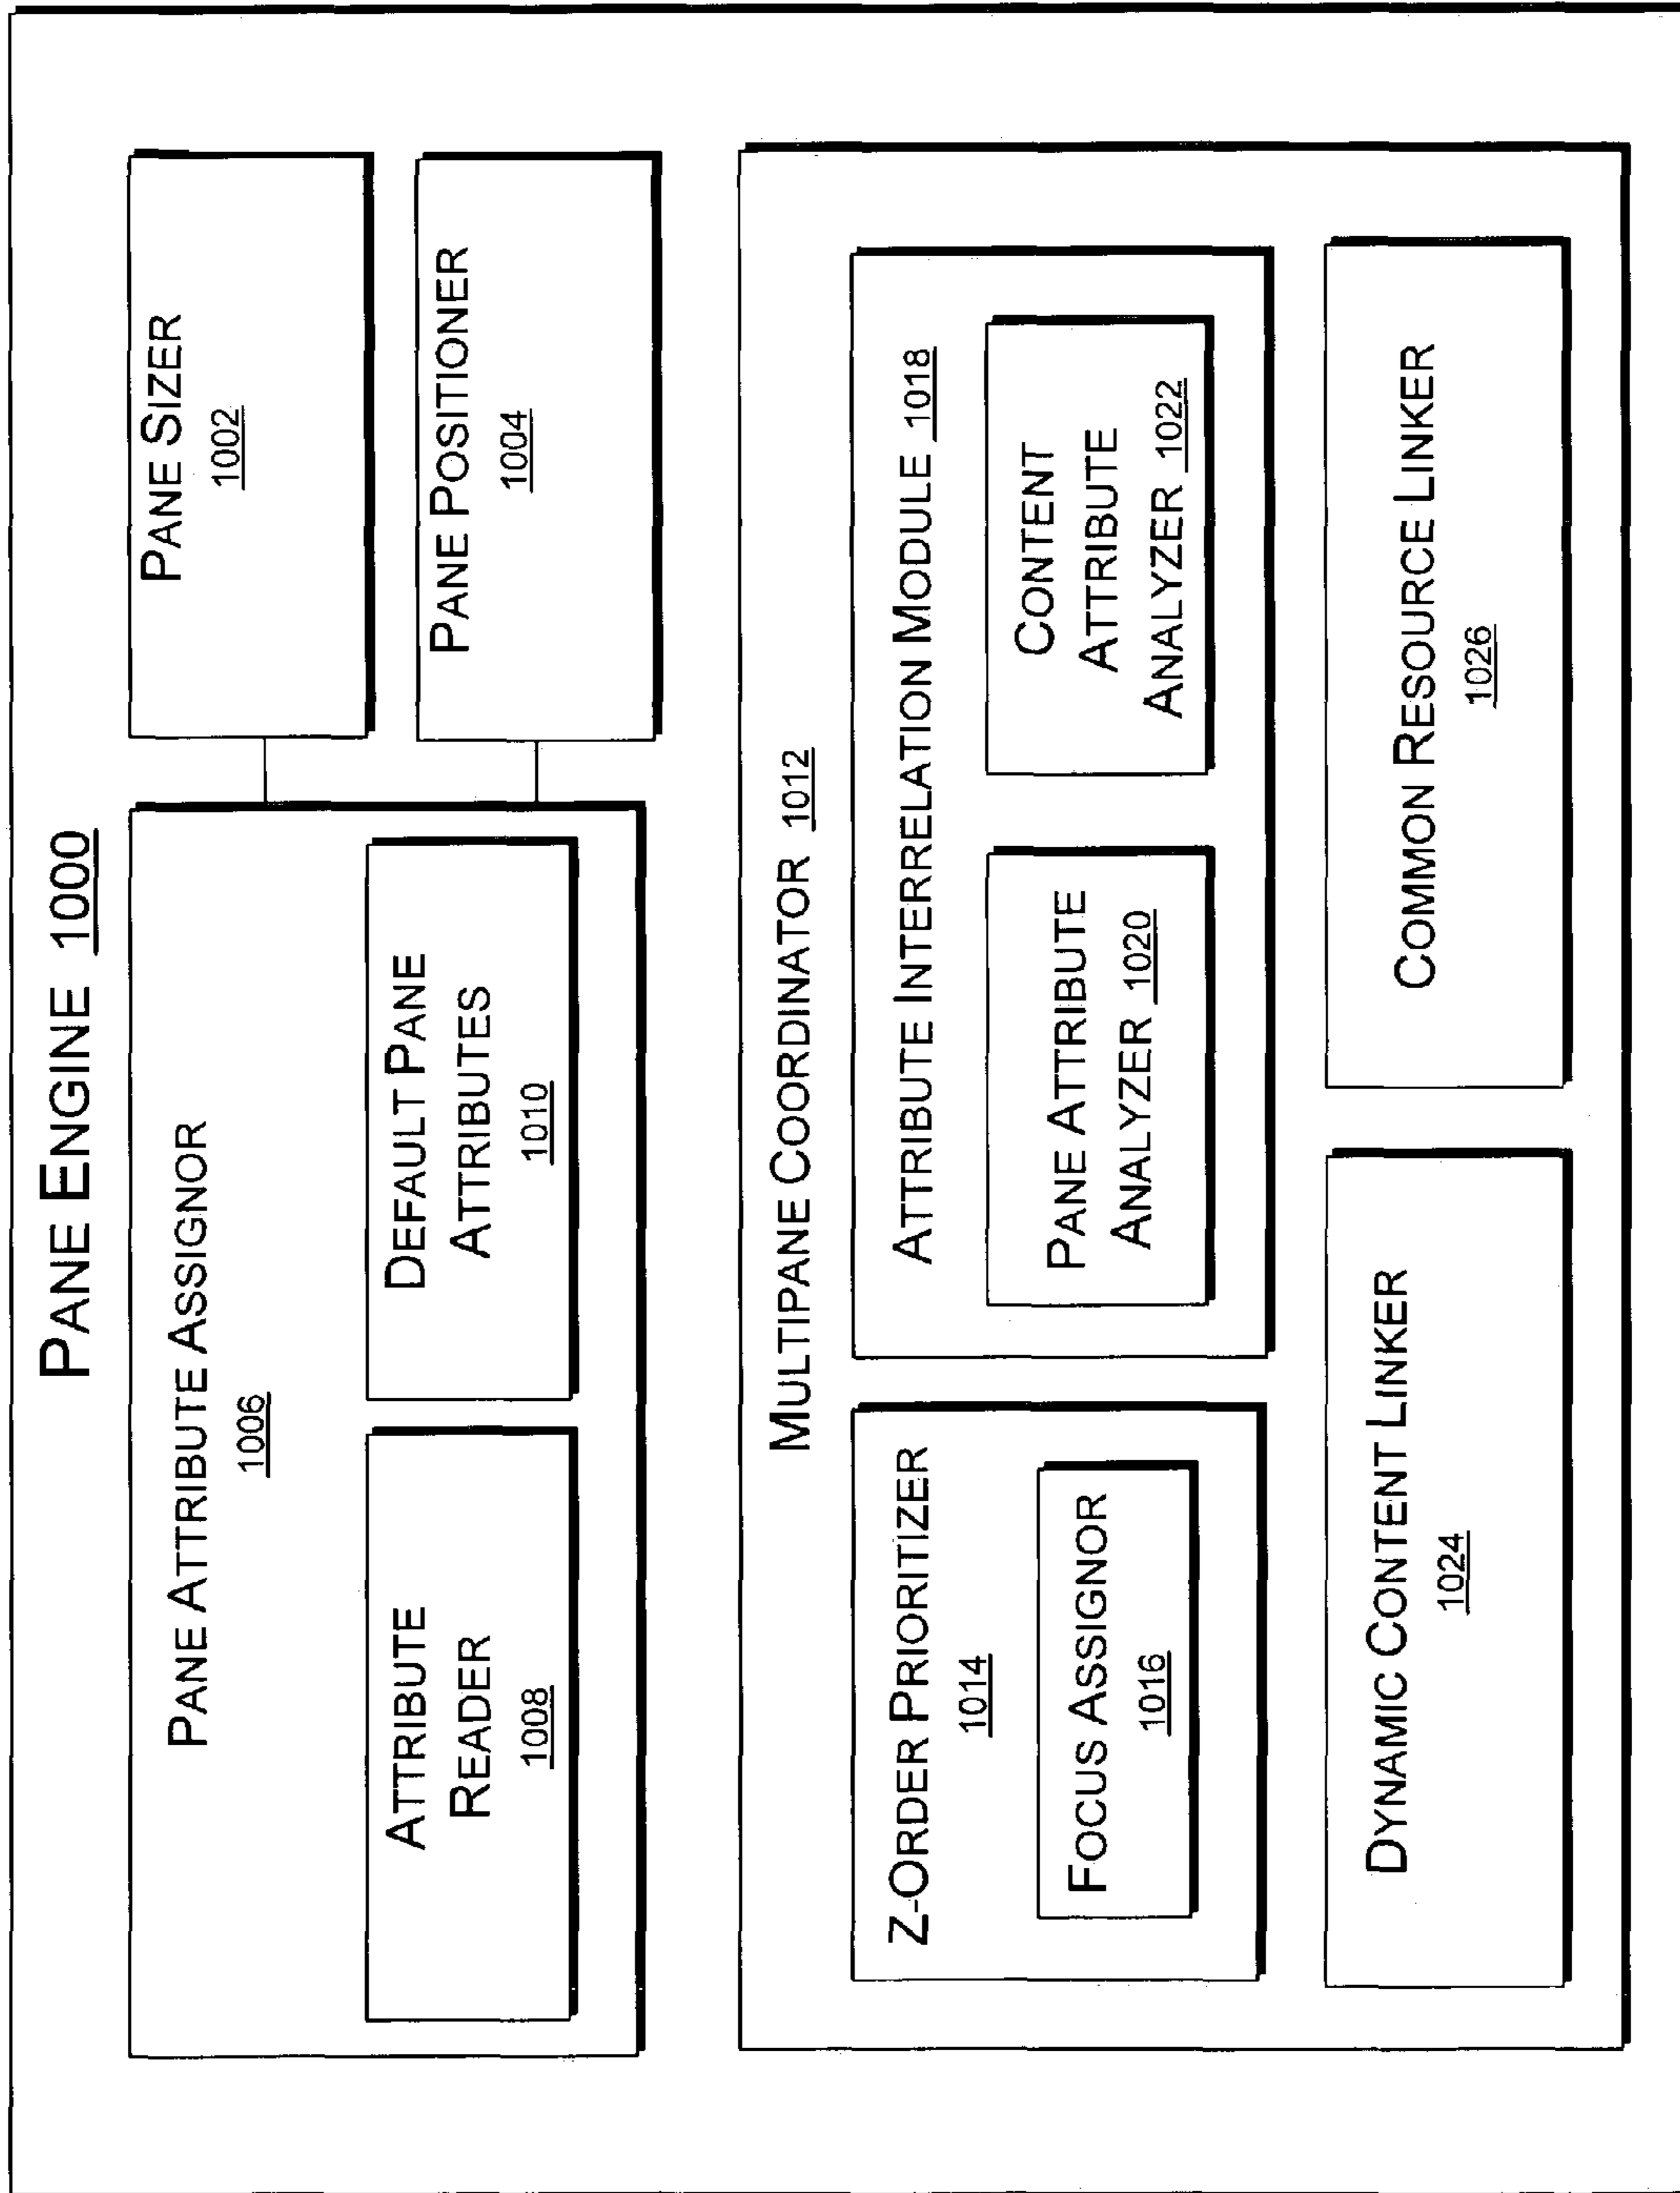 PANE ENGINE 1000
PANE ATTRIBUTE ASSIGNOR
1006
ATTRIBUTE
READER
1008
DEFAULT PANE
ATTRIBUTES
1010
PANE SIZER
1002
PANE POSITIONER
1004
MULTIPANE COORDINATOR 1012
Z-ORDER PRIORITIZER
1014
FOCUS ASSIGNOR
1016
ATTRIBUTE INTERRELATION MODULE 1018
PANE ATTRIBUTE
ANALYZER 1020
CONTENT
ATTRIBUTE
ANALYZER 1022
DYNAMIC CONTENT LINKER
1024
COMMON RESOURCE LINKER
1026